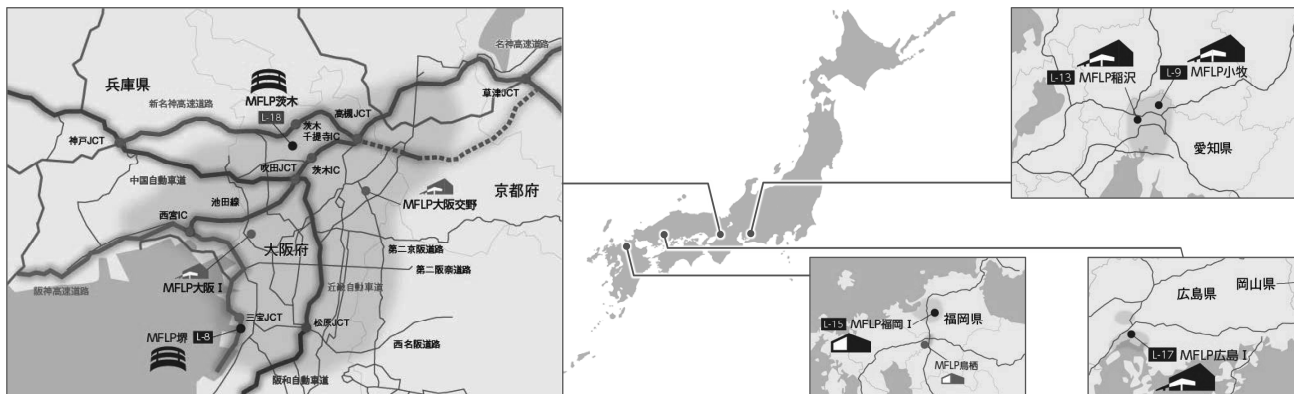 名神高速道路
兵庫県
新名神高速道路
MFLP茨木
L-18
高槻JCT
草津JCT
茨木
千提寺IC
神戸JCT
吹田JCT
茨木IC
中国自動車道
池田線
MFLP大阪交野
京都府
西宮IC
大阪府
第二京阪道路
第二阪奈道路
MFLP大阪Ⅰ
阪神高速道路
近畿自動車道
三宝JCT
MFLP堺 L-8
松原JCT
西名阪道路
阪和自動車道
L-13 MFLP稲沢
L-9 MFLP小牧
愛知県
L-15 MFLP福岡Ⅰ
福岡県
MFLP鳥栖
広島県
岡山県
L-17 MFLP広島Ⅰ